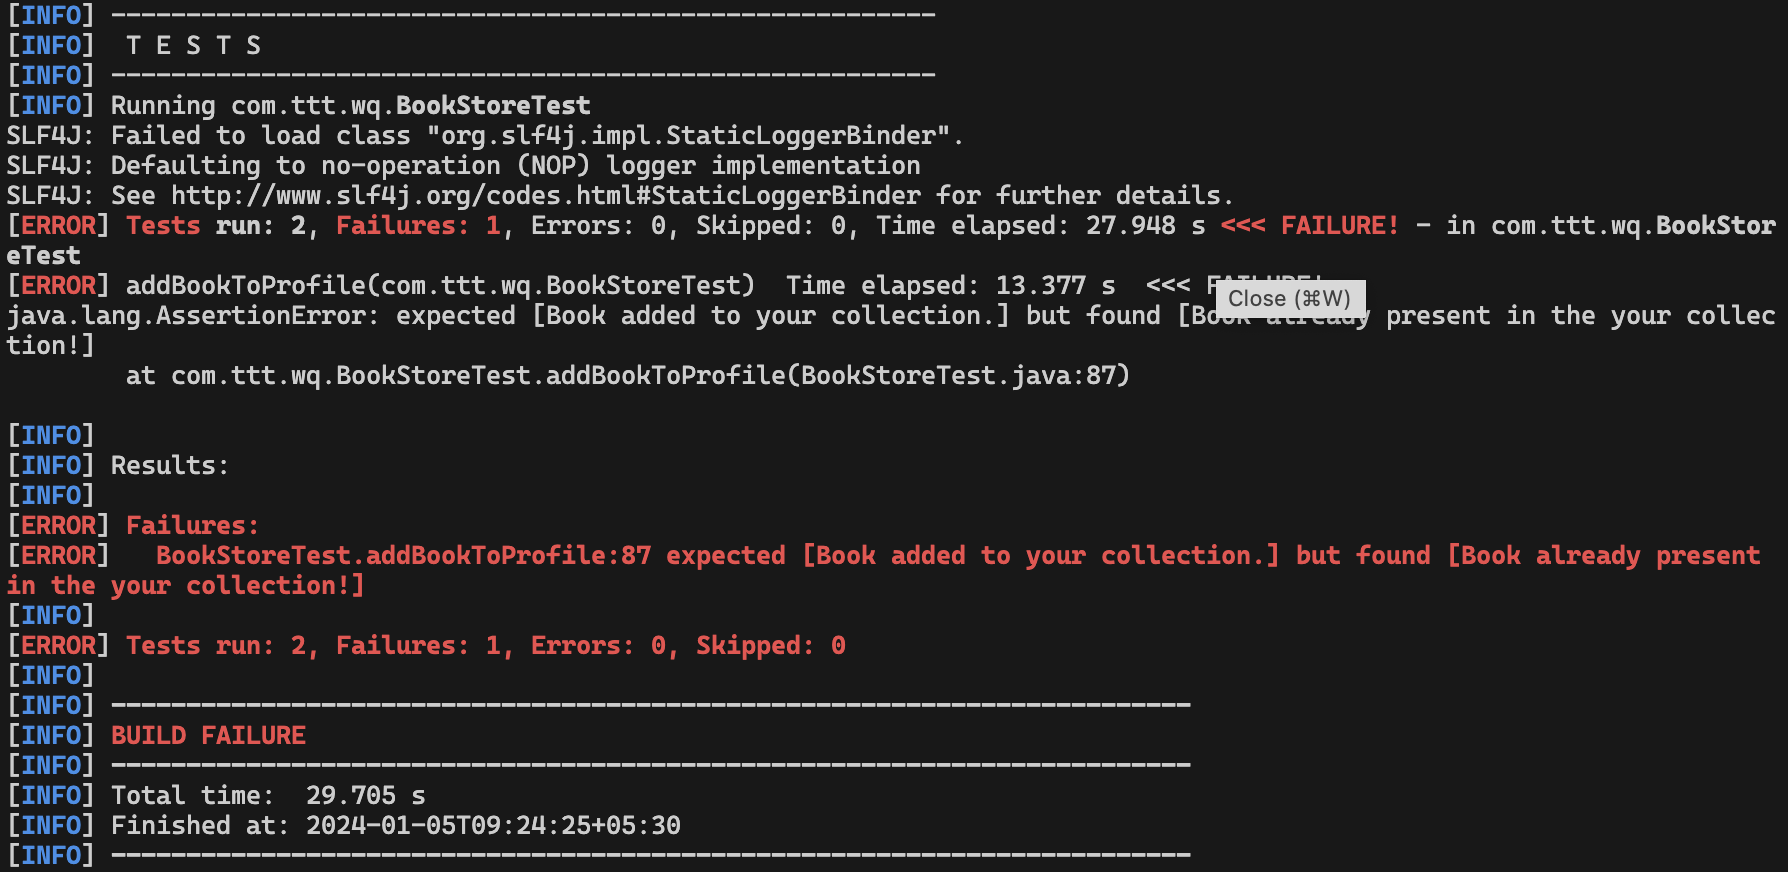 [INFO] -------------------------------------------------------
[INFO]  T E S T S
[INFO] -------------------------------------------------------
[INFO] Running com.ttt.wq.BookStoreTest
SLF4J: Failed to load class "org.slf4j.impl.StaticLoggerBinder".
SLF4J: Defaulting to no-operation (NOP) logger implementation
SLF4J: See http://www.slf4j.org/codes.html#StaticLoggerBinder for further details.
[ERROR] Tests run: 2, Failures: 1, Errors: 0, Skipped: 0, Time elapsed: 27.948 s <<< FAILURE! - in com.ttt.wq.BookStor
eTest
[ERROR] addBookToProfile(com.ttt.wq.BookStoreTest)  Time elapsed: 13.377 s  <<< FAILURE!
Close (⌘W)
java.lang.AssertionError: expected [Book added to your collection.] but found [Book already present in the your collec
tion!]
        at com.ttt.wq.BookStoreTest.addBookToProfile(BookStoreTest.java:87)
[INFO]
[INFO] Results:
[INFO]
[ERROR] Failures:
[ERROR]   BookStoreTest.addBookToProfile:87 expected [Book added to your collection.] but found [Book already present
in the your collection!]
[INFO]
[ERROR] Tests run: 2, Failures: 1, Errors: 0, Skipped: 0
[INFO]
[INFO] ------------------------------------------------------------------------
[INFO] BUILD FAILURE
[INFO] ------------------------------------------------------------------------
[INFO] Total time:  29.705 s
[INFO] Finished at: 2024-01-05T09:24:25+05:30
[INFO] ------------------------------------------------------------------------